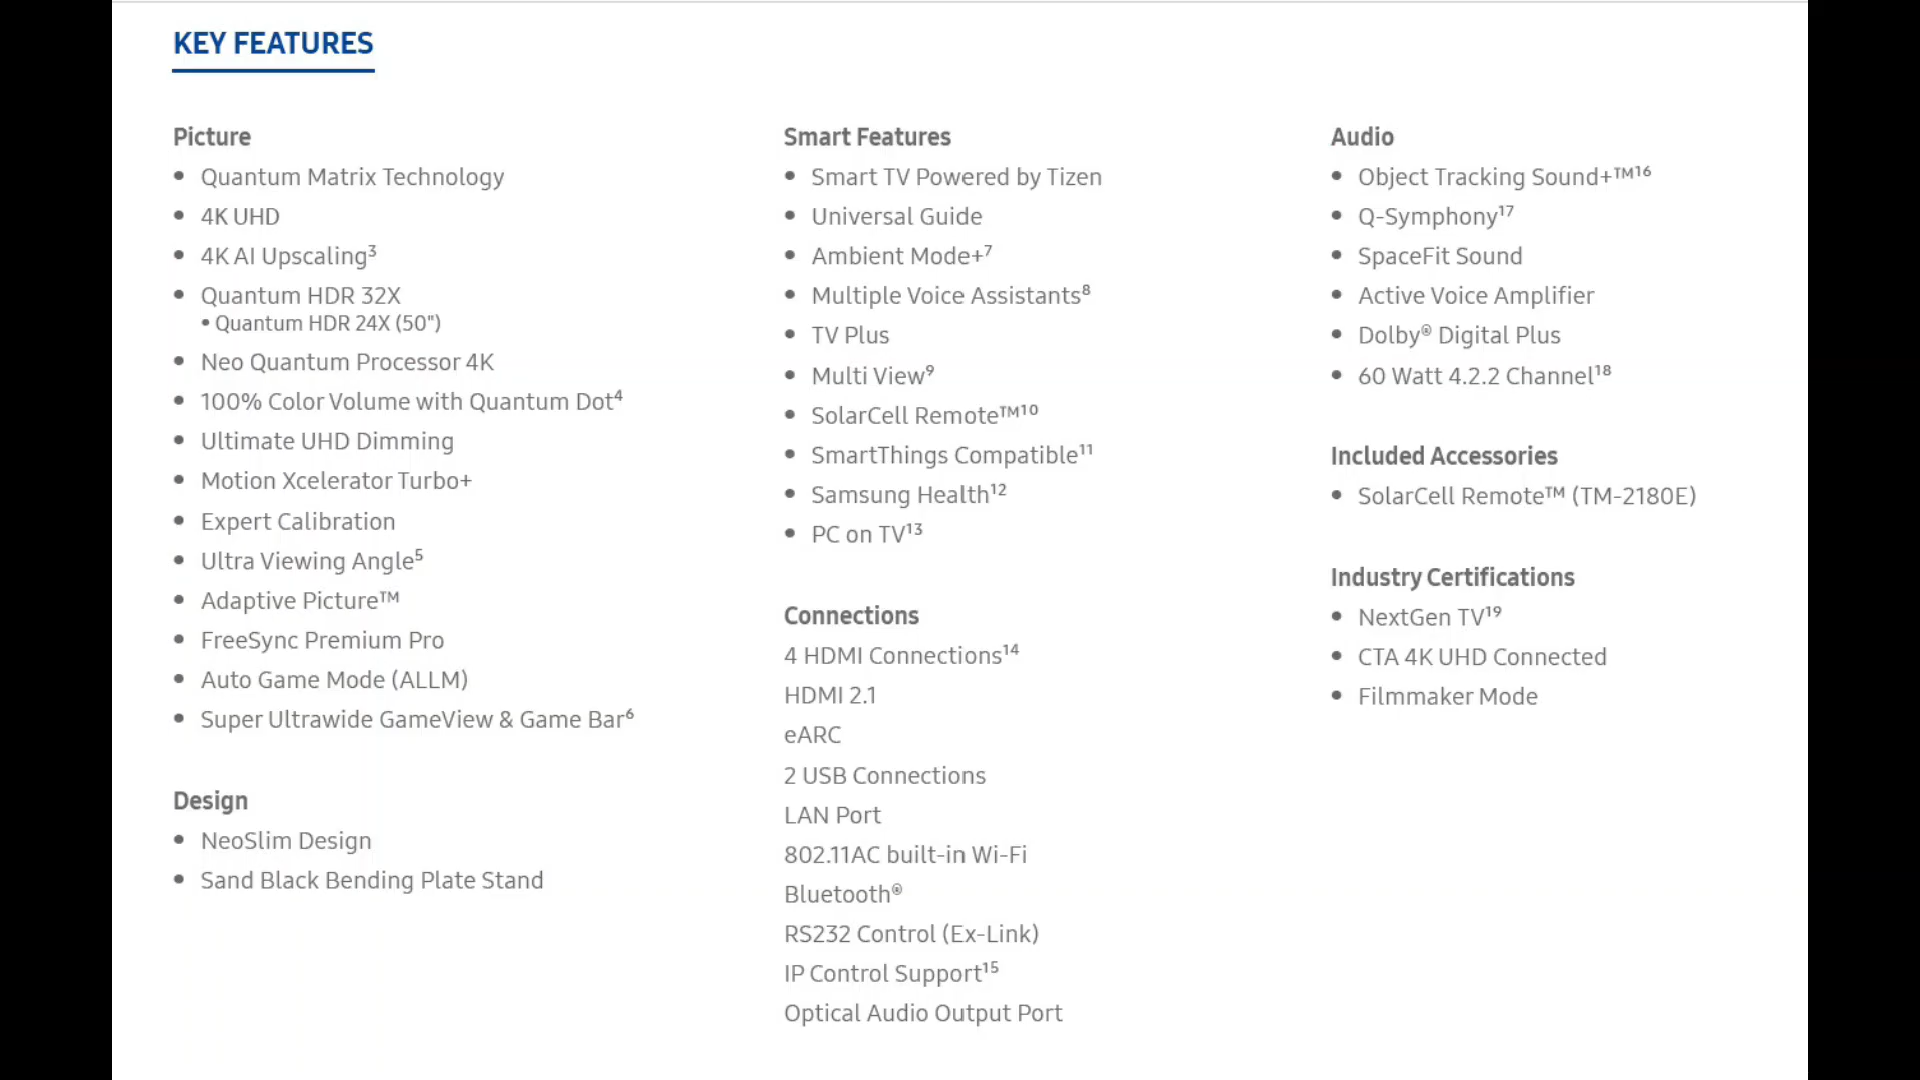 KEY FEATURES
Picture
• Quantum Matrix Technology
• 4K UHD
• 4K AI Upscaling³
• Quantum HDR 32X
• Quantum HDR 24X (50")
• Neo Quantum Processor 4K
• 100% Color Volume with Quantum Dot⁴
• Ultimate UHD Dimming
• Motion Xcelerator Turbo+
• Expert Calibration
• Ultra Viewing Angle⁵
• Adaptive Picture™
• FreeSync Premium Pro
• Auto Game Mode (ALLM)
• Super Ultrawide GameView & Game Bar⁶
Design
• NeoSlim Design
• Sand Black Bending Plate Stand
Smart Features
• Smart TV Powered by Tizen
• Universal Guide
• Ambient Mode+⁷
• Multiple Voice Assistants⁸
• TV Plus
• Multi View⁹
• SolarCell Remote™¹⁰
• SmartThings Compatible¹¹
• Samsung Health¹²
• PC on TV¹³
Connections
4 HDMI Connections¹⁴
HDMI 2.1
eARC
2 USB Connections
LAN Port
802.11AC built-in Wi-Fi
Bluetooth®
RS232 Control (Ex-Link)
IP Control Support¹⁵
Optical Audio Output Port
Audio
• Object Tracking Sound+™¹⁶
• Q-Symphony¹⁷
• SpaceFit Sound
• Active Voice Amplifier
• Dolby® Digital Plus
• 60 Watt 4.2.2 Channel¹⁸
Included Accessories
• SolarCell Remote™ (TM-2180E)
Industry Certifications
• NextGen TV¹⁹
• CTA 4K UHD Connected
• Filmmaker Mode